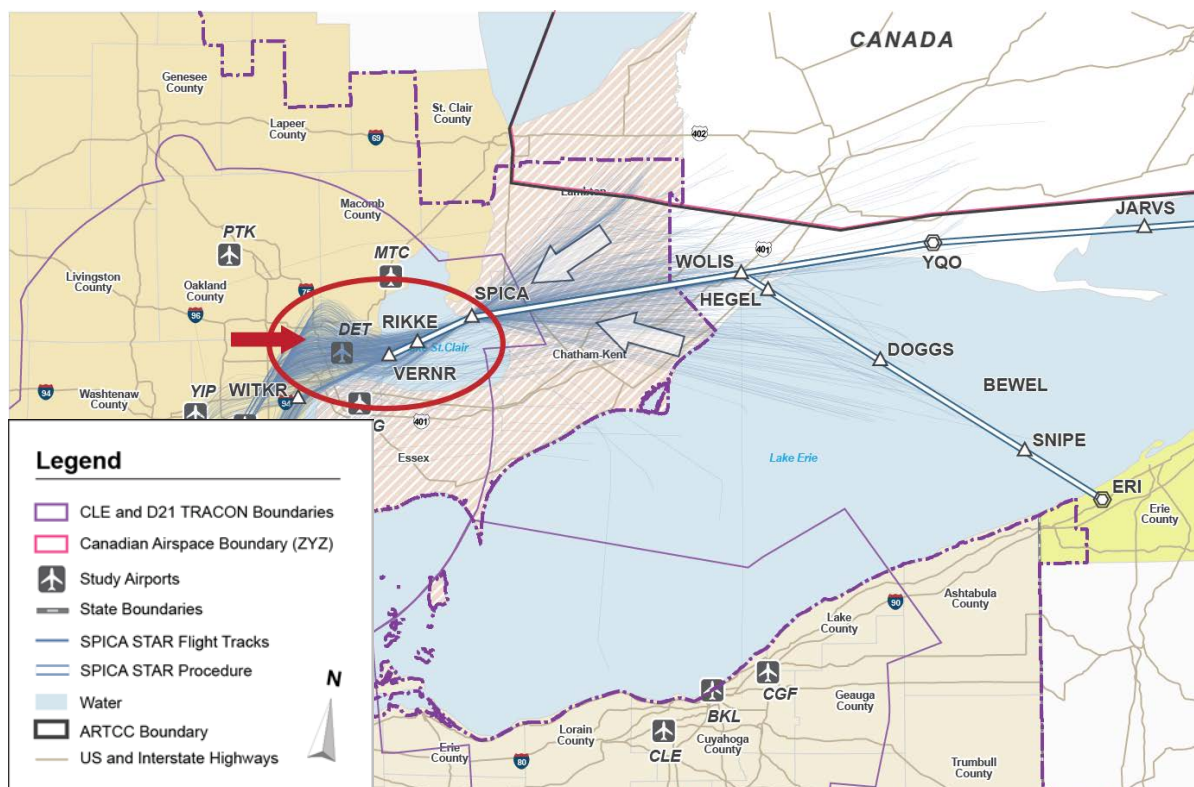 CANADA
Genesee
County
Lapeer
County
St. Clair
County
69
402
Lambton
Macomb
County
JARVS
PTK
MTC
401
WOLIS
YQO
Livingston
County
Oakland
County
75
SPICA
HEGEL
96
DET
RIKKE
Lake St.Clair
Chatham-Kent
DOGGS
VERNR
BEWEL
94
Washtenaw
County
YIP
WITKR
94
401
G
Essex
SNIPE
Lake Erie
ERI
Erie
County
Legend
CLE and D21 TRACON Boundaries
Canadian Airspace Boundary (ZYZ)
Study Airports
State Boundaries
SPICA STAR Flight Tracks
SPICA STAR Procedure
Water
ARTCC Boundary
US and Interstate Highways
N
90
Ashtabula
County
Lake
County
CGF
Geauga
County
BKL
Lorain
County
Cuyahoga
County
CLE
Erie
County
80
Trumbull
County